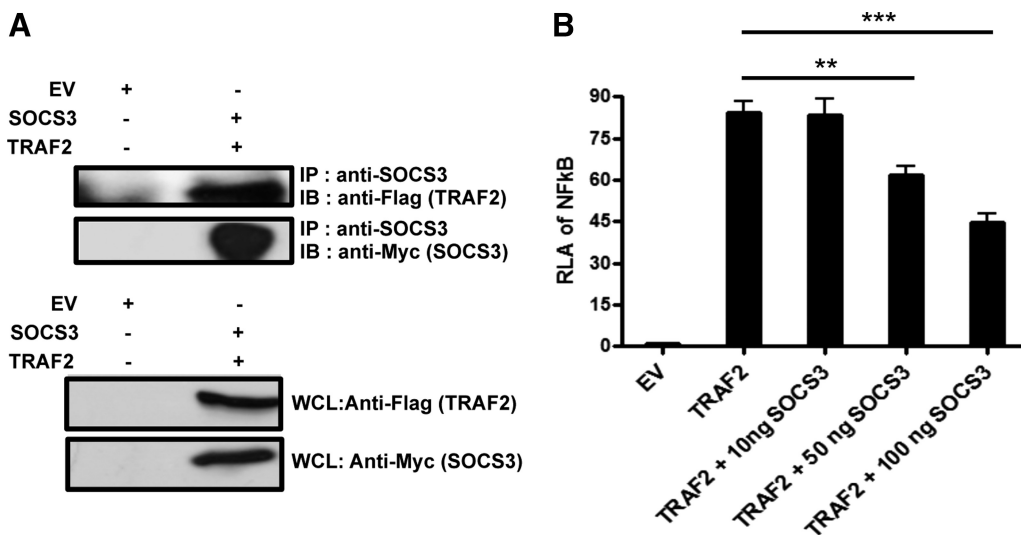 A
EV + -
SOCS3 - +
TRAF2 - +
IP : anti-SOCS3
IB : anti-Flag (TRAF2)
IP : anti-SOCS3
IB : anti-Myc (SOCS3)
EV + -
SOCS3 - +
TRAF2 - +
WCL:Anti-Flag (TRAF2)
WCL: Anti-Myc (SOCS3)
B
***
**
RLA of NFkB
90
75
60
45
30
15
0
EV
TRAF2
TRAF2 + 10ng SOCS3
TRAF2 + 50 ng SOCS3
TRAF2 + 100 ng SOCS3